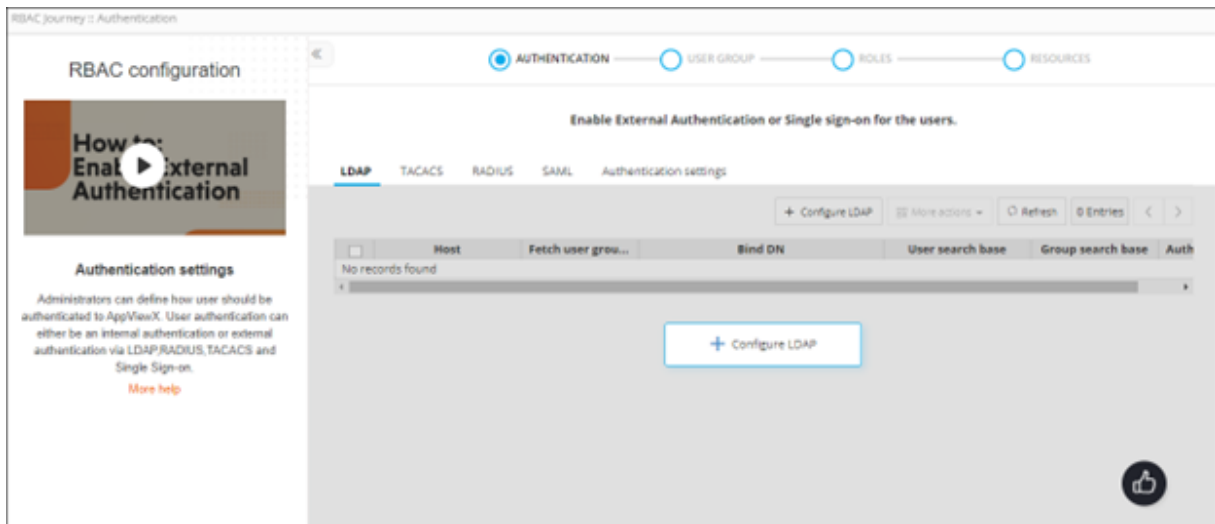 RBAC Journey :: Authentication
RBAC configuration
How to:
Enab External
Authentication
Authentication settings
Administrators can define how user should be
authenticated to AppViewX. User authentication can
either be an internal authentication or external
authentication via LDAP,RADIUS,TACACS and
Single Sign-on.
More help
AUTHENTICATION USER GROUP ROLES RESOURCES
Enable External Authentication or Single sign-on for the users.
LDAP TACACS RADIUS SAML Authentication settings
+ Configure LDAP More actions Refresh 0 Entries
Host Fetch user grou... Bind DN User search base Group search base Auth
No records found
+ Configure LDAP